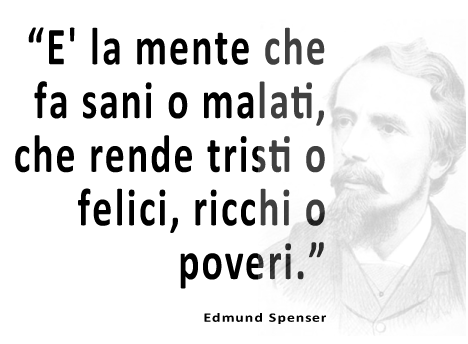 “E' la mente che
fa sani o malati,
che rende tristi o
felici, ricchi o
poveri.”
Edmund Spenser